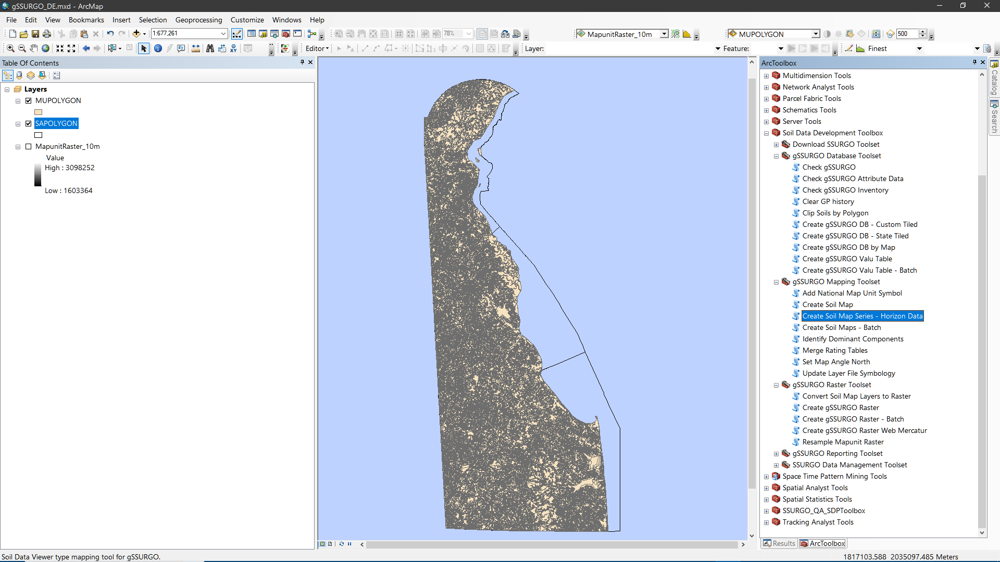 gSSURGO_DE.mxd - ArcMap
File Edit View Bookmarks Insert Selection Geoprocessing Customize Windows Help
1:677,261 78% MapunitRaster_10m MUPOLYGON 500
Editor Layer: Feature: Finest
Table Of Contents
Layers
MUPOLYGON
SAPOLYGON
MapunitRaster_10m
Value
High : 3098252
Low : 1603364
ArcToolbox
Multidimension Tools
Network Analyst Tools
Parcel Fabric Tools
Schematics Tools
Server Tools
Soil Data Development Toolbox
Download SSURGO Toolset
gSSURGO Database Toolset
Check gSSURGO
Check gSSURGO Attribute Data
Check gSSURGO Inventory
Clear GP history
Clip Soils by Polygon
Create gSSURGO DB - Custom Tiled
Create gSSURGO DB - State Tiled
Create gSSURGO DB by Map
Create gSSURGO Valu Table
Create gSSURGO Valu Table - Batch
gSSURGO Mapping Toolset
Add National Map Unit Symbol
Create Soil Map
Create Soil Map Series - Horizon Data
Create Soil Maps - Batch
Identify Dominant Components
Merge Rating Tables
Set Map Angle North
Update Layer File Symbology
gSSURGO Raster Toolset
Convert Soil Map Layers to Raster
Create gSSURGO Raster
Create gSSURGO Raster - Batch
Create gSSURGO Raster Web Mercatur
Resample Mapunit Raster
gSSURGO Reporting Toolset
SSURGO Data Management Toolset
Space Time Pattern Mining Tools
Spatial Analyst Tools
Spatial Statistics Tools
SSURGO_QA_SDPToolbox
Tracking Analyst Tools
Results ArcToolbox
Catalog
Search
Soil Data Viewer type mapping tool for gSSURGO.
1817103.588 2035097.485 Meters